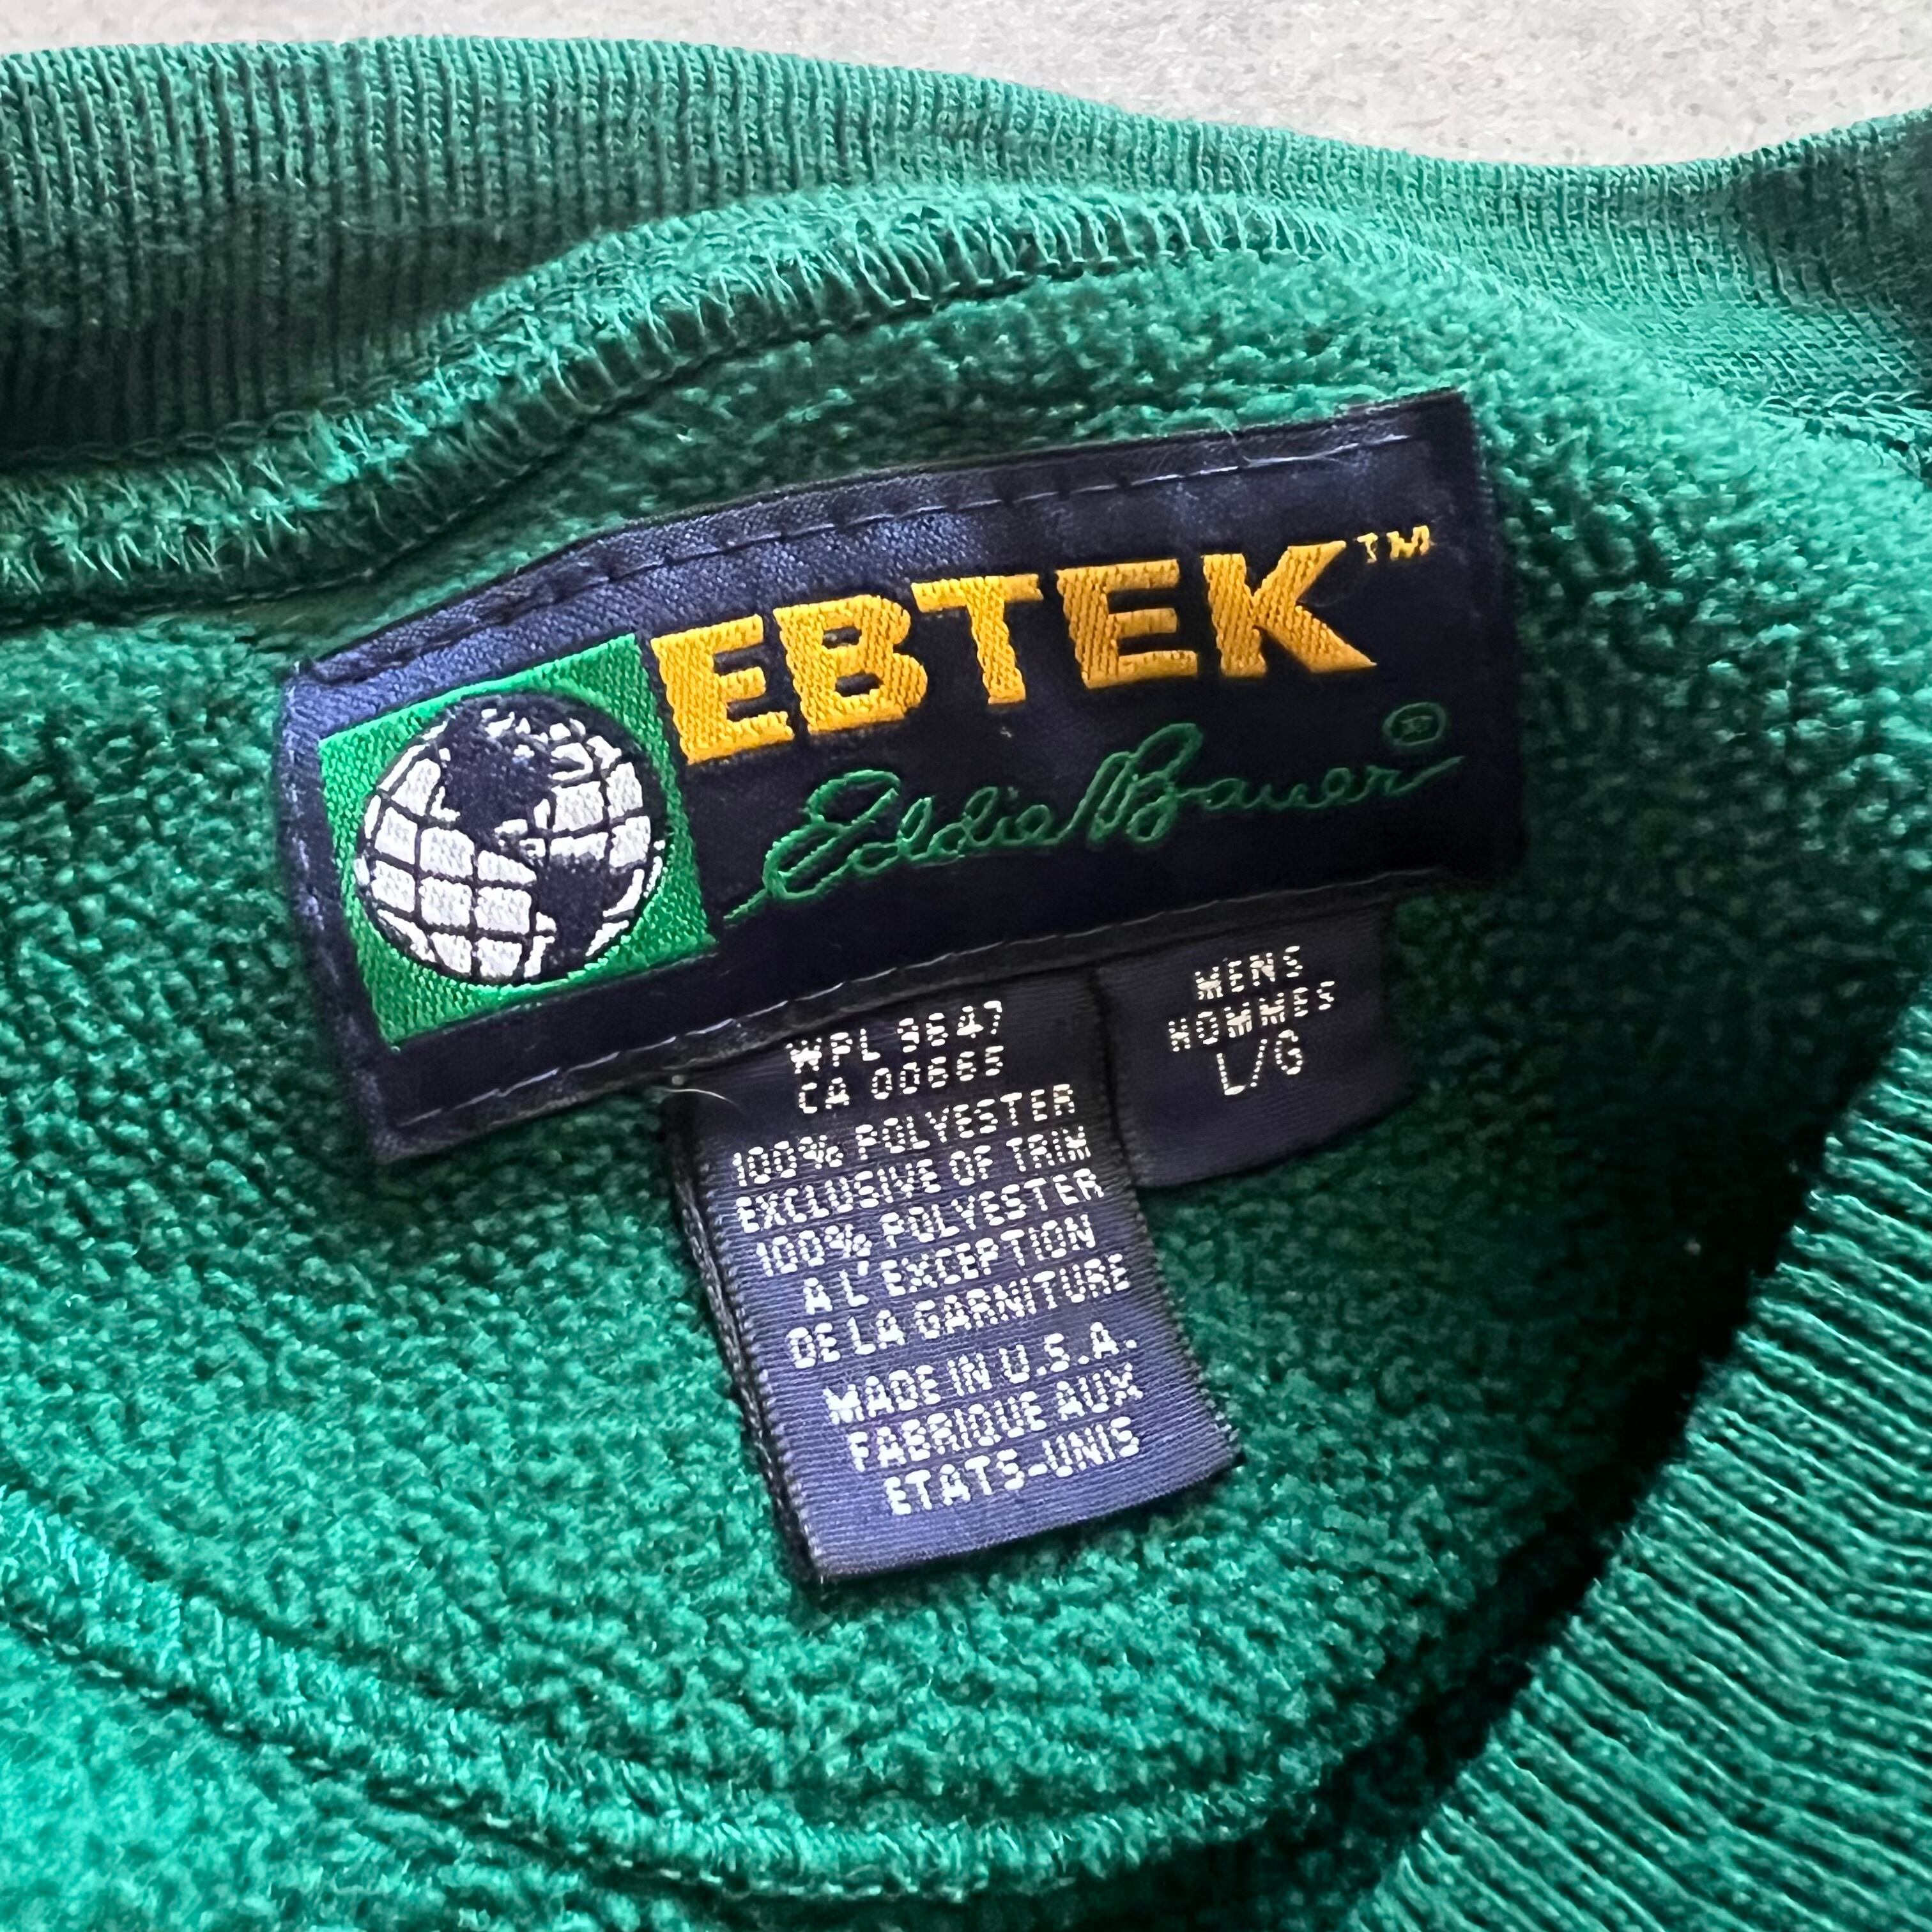 EBTEK™
Eddie Bauer®
WPL 9647
CA 00665
100% POLYESTER
EXCLUSIVE OF TRIM
100% POLYESTER
A L'EXCEPTION
DE LA GARNITURE
MADE IN U.S.A.
FABRIQUE AUX
ETATS-UNIS
MENS
HOMMES
L/G